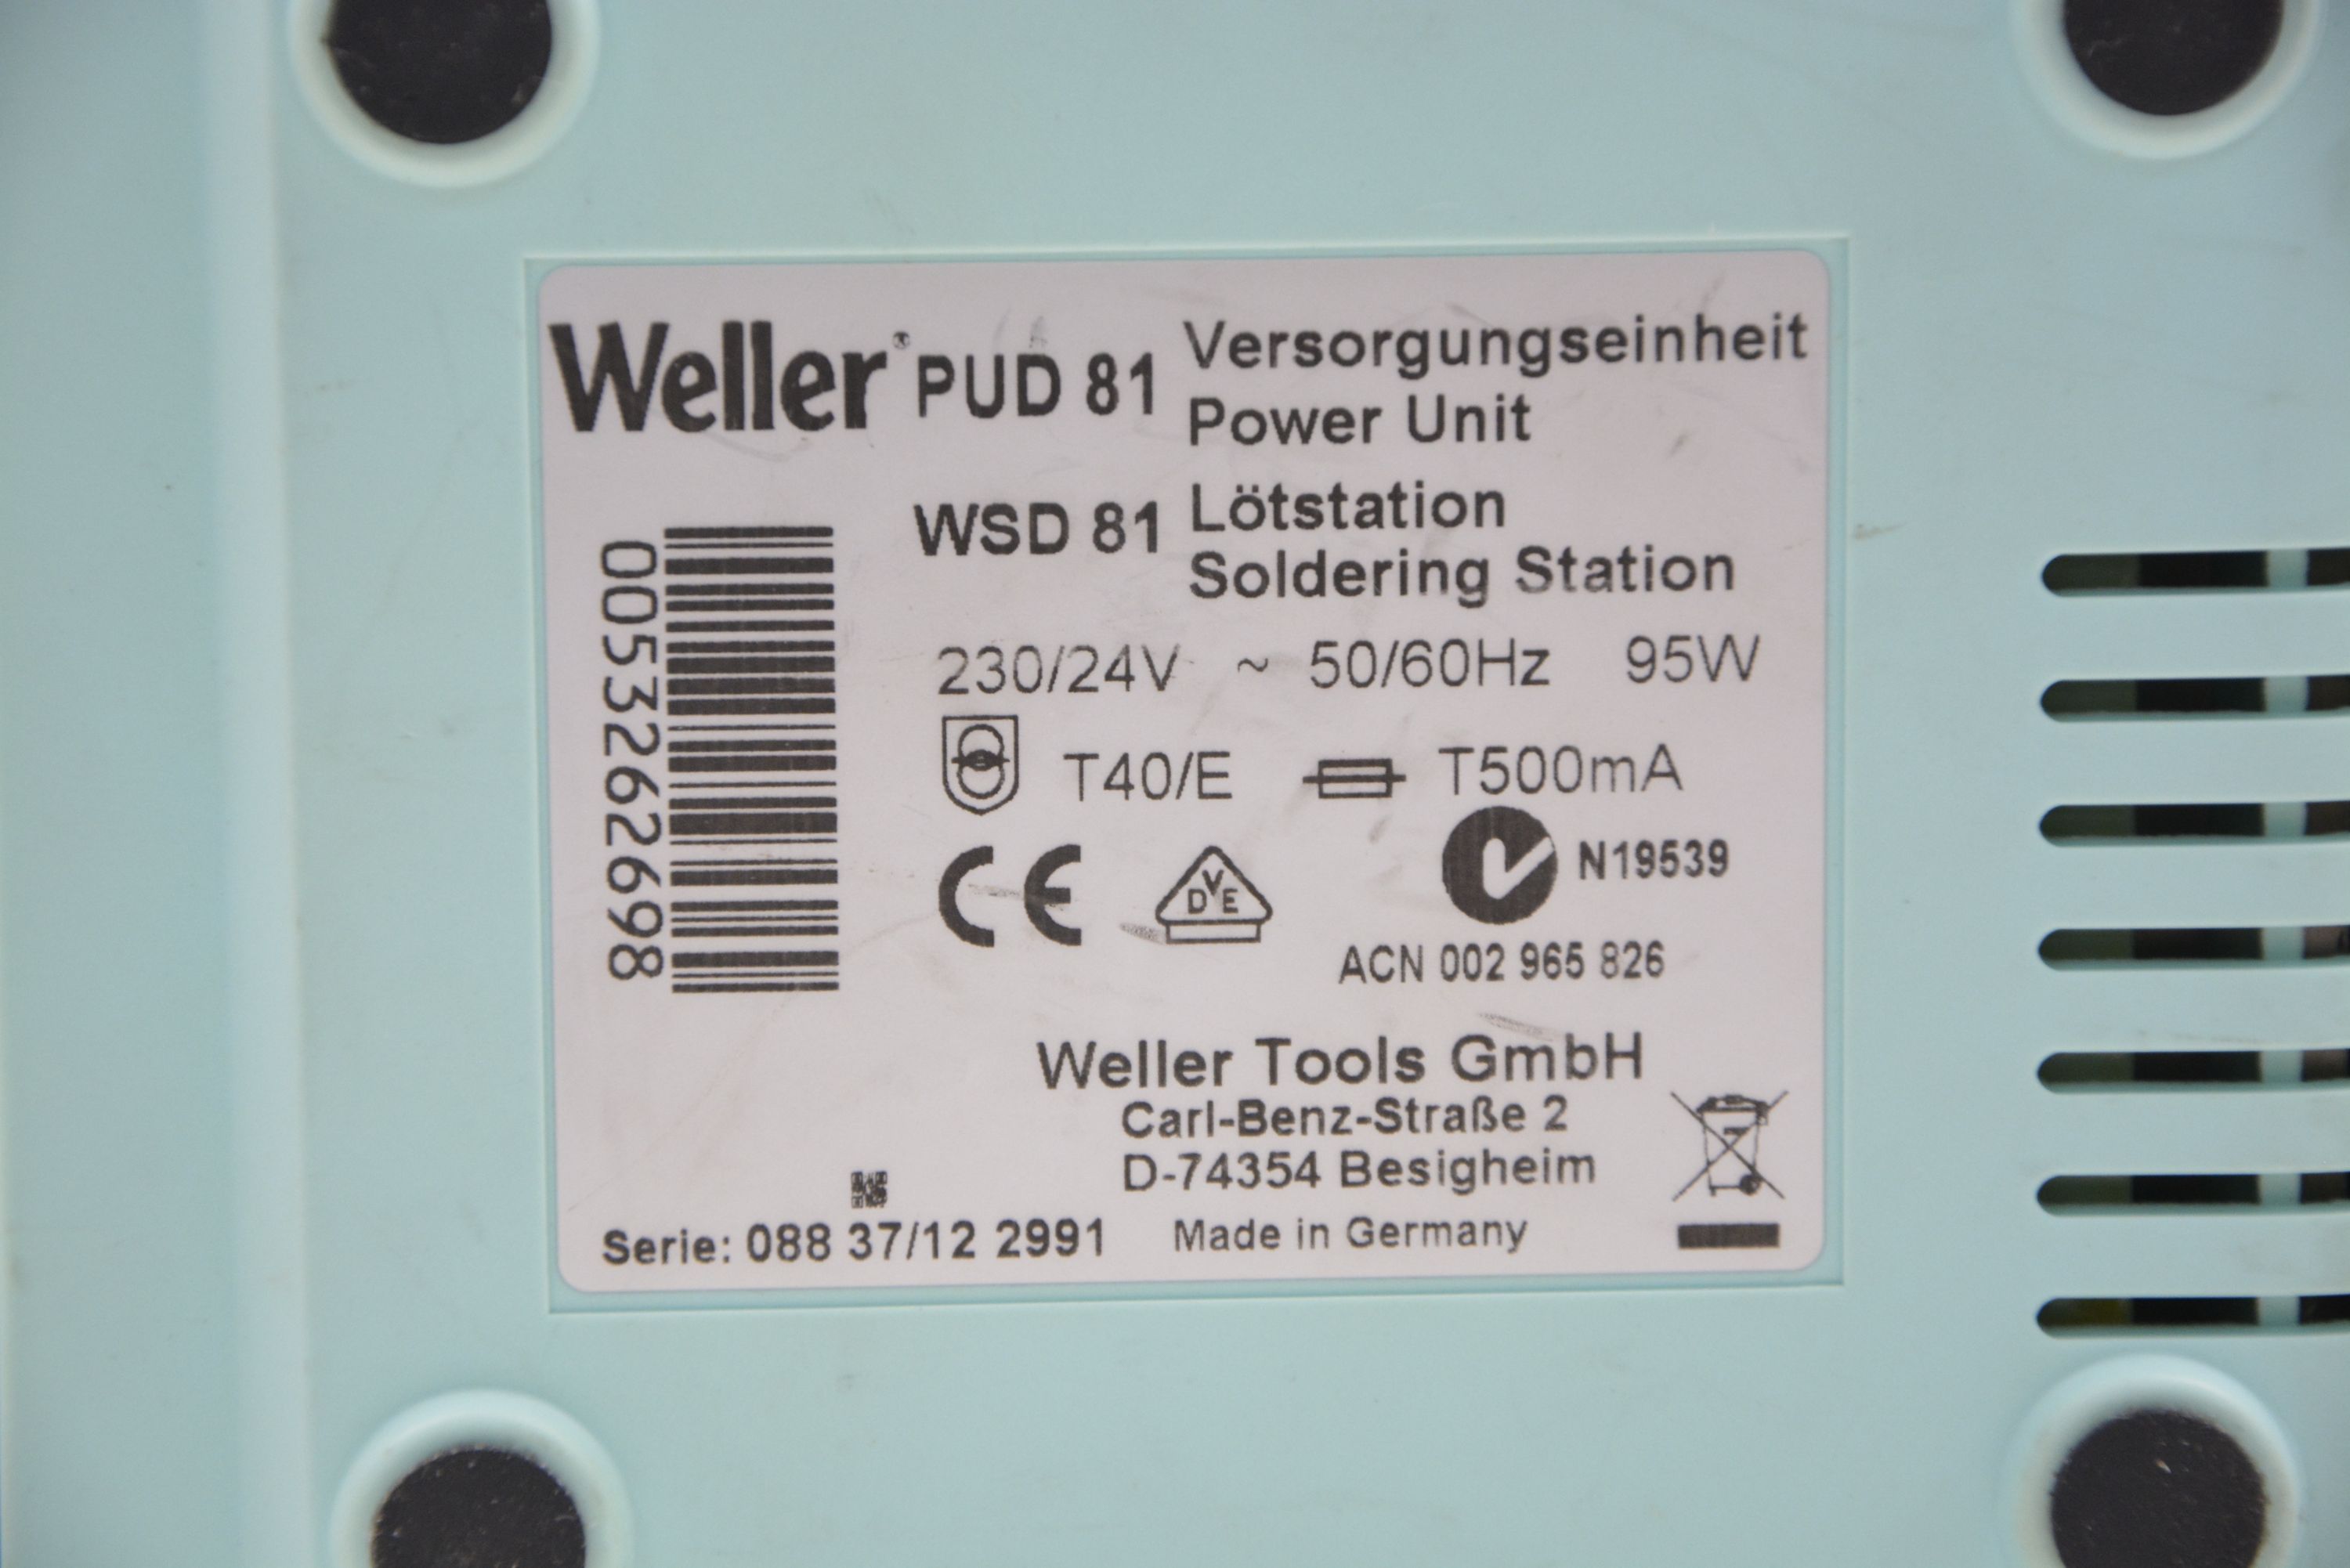 Weller® PUD 81 Versorgungseinheit
Power Unit
WSD 81 Lötstation
Soldering Station
0053262698
230/24V ~ 50/60Hz 95W
T40/E T500mA
CE VDE N19539
ACN 002 965 826
Weller Tools GmbH
Carl-Benz-Straße 2
D-74354 Besigheim
Serie: 088 37/12 2991 Made in Germany